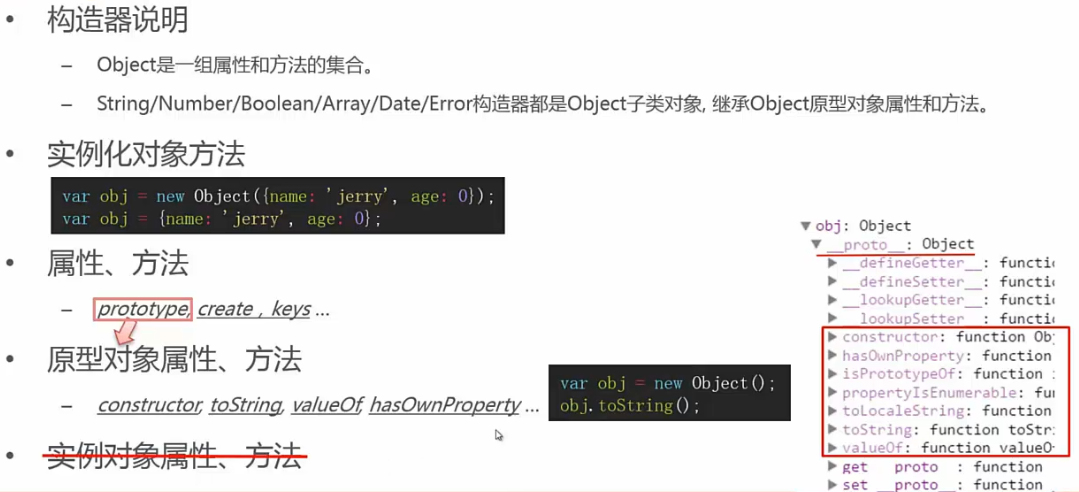 构造器说明
– Object是一组属性和方法的集合。
– String/Number/Boolean/Array/Date/Error构造器都是Object子类对象, 继承Object原型对象属性和方法。
实例化对象方法
var obj = new Object({name: 'jerry', age: 0});
var obj = {name: 'jerry', age: 0};
属性、方法
– prototype, create , keys ...
原型对象属性、方法
– constructor, toString, valueOf, hasOwnProperty ...
var obj = new Object();
obj.toString();
实例对象属性、方法
obj: Object
__proto__: Object
__defineGetter__: functio
__defineSetter__: functio
__lookupGetter__: functio
__lookupSetter__: functio
constructor: function Obj
hasOwnProperty: function
isPrototypeOf: function i
propertyIsEnumerable: fun
toLocaleString: function
toString: function toStr
valueOf: function valueO
get __proto__: function
set __proto__: function